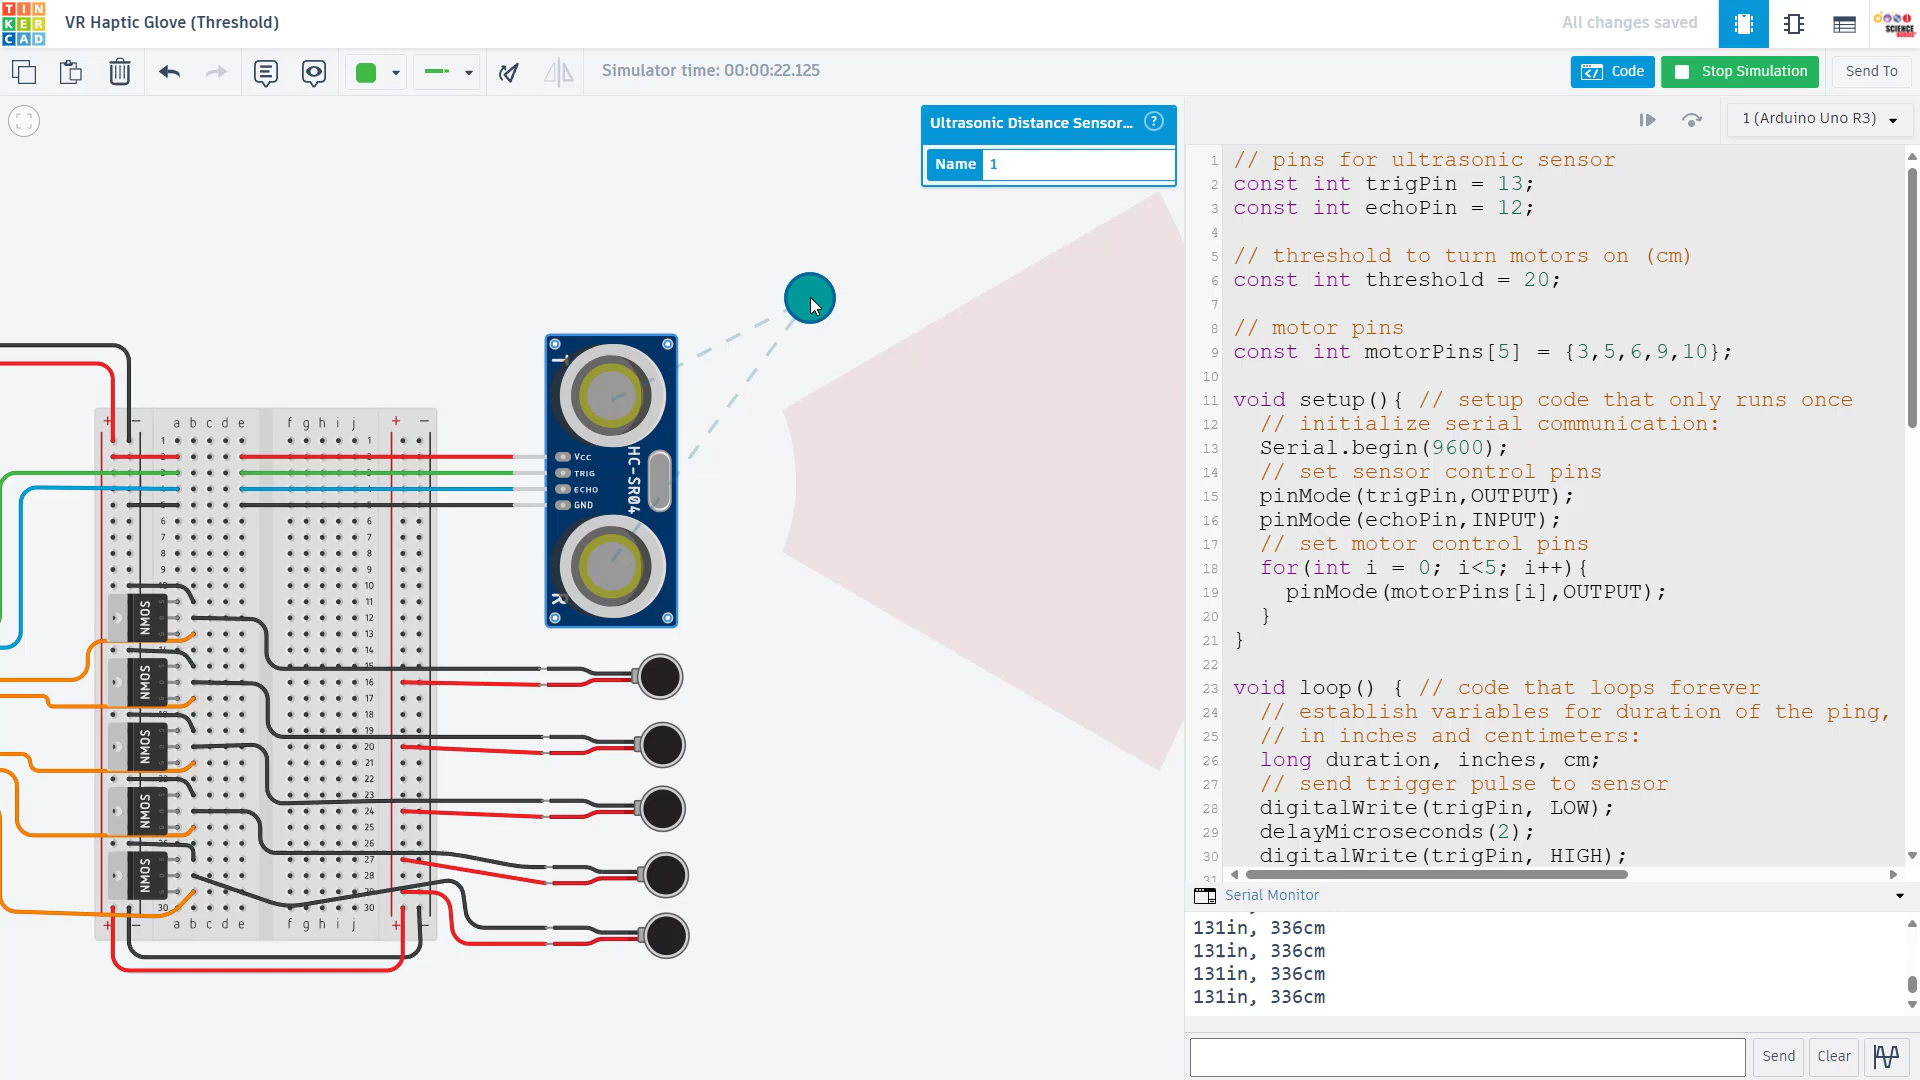 TIN
KER
CAD
VR Haptic Glove (Threshold)
All changes saved
SCIENCE
Simulator time: 00:00:22.125
Code
Stop Simulation
Send To
Ultrasonic Distance Sensor...
?
Name 1
1 (Arduino Uno R3)
1 // pins for ultrasonic sensor
2 const int trigPin = 13;
3 const int echoPin = 12;
4
5 // threshold to turn motors on (cm)
6 const int threshold = 20;
7
8 // motor pins
9 const int motorPins[5] = {3,5,6,9,10};
10
11 void setup(){ // setup code that only runs once
12 // initialize serial communication:
13 Serial.begin(9600);
14 // set sensor control pins
15 pinMode(trigPin,OUTPUT);
16 pinMode(echoPin,INPUT);
17 // set motor control pins
18 for(int i = 0; i<5; i++){
19 pinMode(motorPins[i],OUTPUT);
20 }
21 }
22
23 void loop() { // code that loops forever
24 // establish variables for duration of the ping,
25 // in inches and centimeters:
26 long duration, inches, cm;
27 // send trigger pulse to sensor
28 digitalWrite(trigPin, LOW);
29 delayMicroseconds(2);
30 digitalWrite(trigPin, HIGH);
31
Serial Monitor
131in, 336cm
131in, 336cm
131in, 336cm
131in, 336cm
Send
Clear
T
HC-SR04
VCC
TRIG
ECHO
GND
R
+ − a b c d e f g h i j + −
NMOS
NMOS
NMOS
NMOS
NMOS
+ − a b c d e f g h i j + −